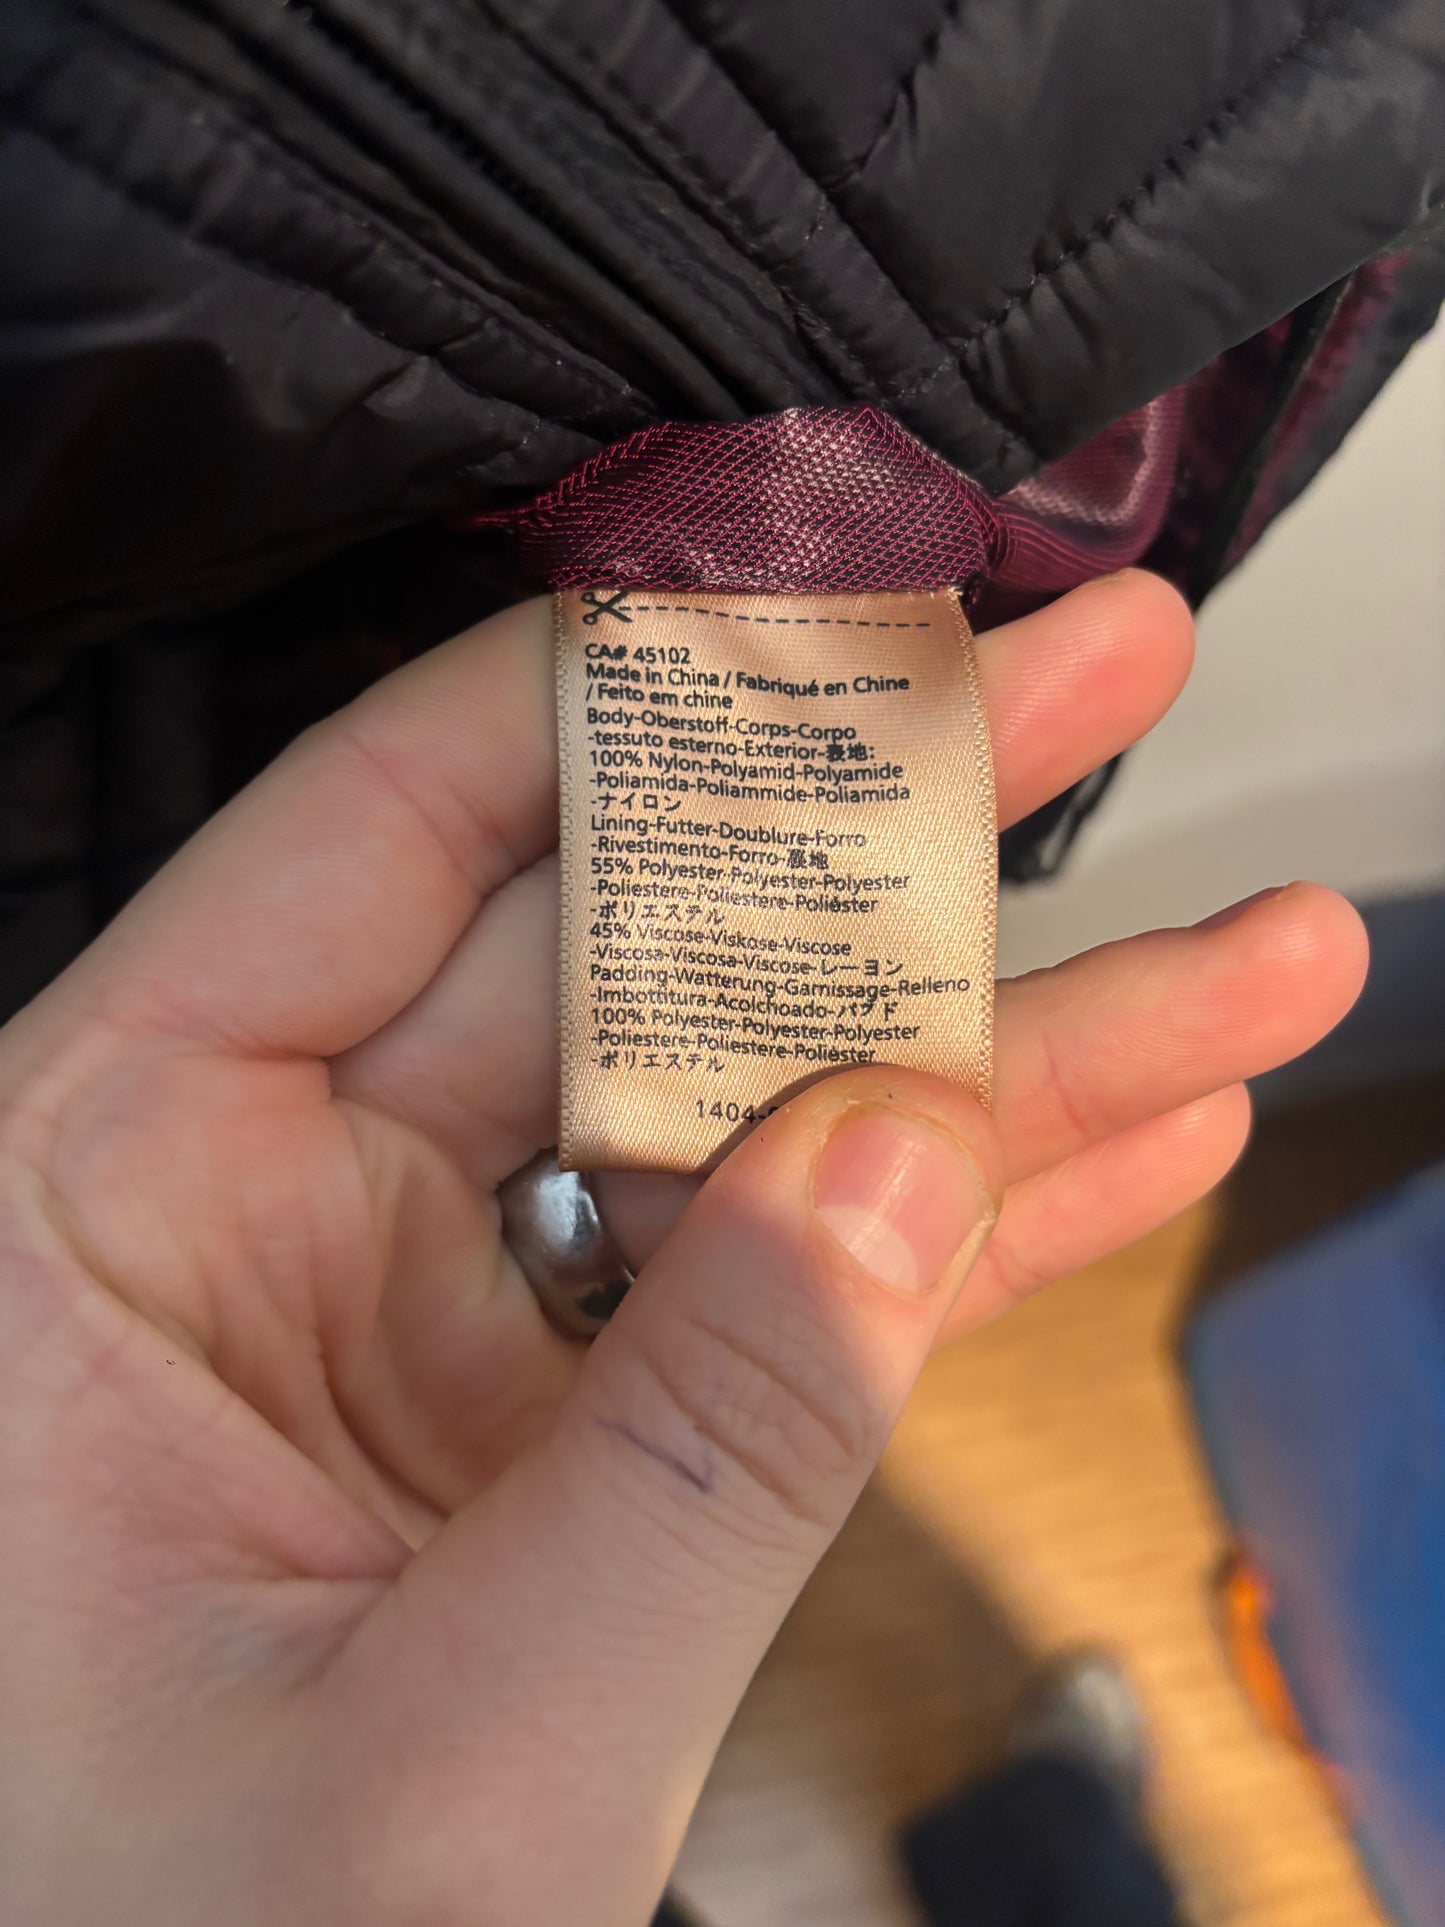 CA# 45102
Made in China / Fabriqué en Chine
/ Feito em chine
Body-Oberstoff-Corps-Corpo
-tessuto esterno-Exterior-表地:
100% Nylon-Polyamid-Polyamide
-Poliamida-Poliammide-Poliamida
-ナイロン
Lining-Futter-Doublure-Forro
-Rivestimento-Forro-裏地
55% Polyester-Polyester-Polyester
-Poliestere-Poliestere-Poliéster
-ポリエステル
45% Viscose-Viskose-Viscose
-Viscosa-Viscosa-Viscose-レーヨン
Padding-Watterung-Garnissage-Relleno
-Imbottitura-Acolchoado-パッド
100% Polyester-Polyester-Polyester
-Poliestere-Poliestere-Poliéster
-ポリエステル
1404-